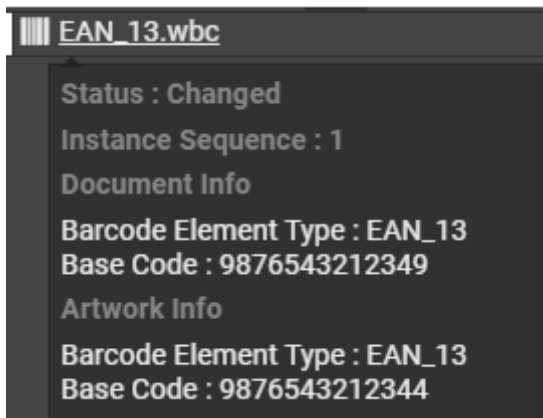 EAN_13.wbc
Status : Changed
Instance Sequence : 1
Document Info
Barcode Element Type : EAN_13
Base Code : 9876543212349
Artwork Info
Barcode Element Type : EAN_13
Base Code : 9876543212344